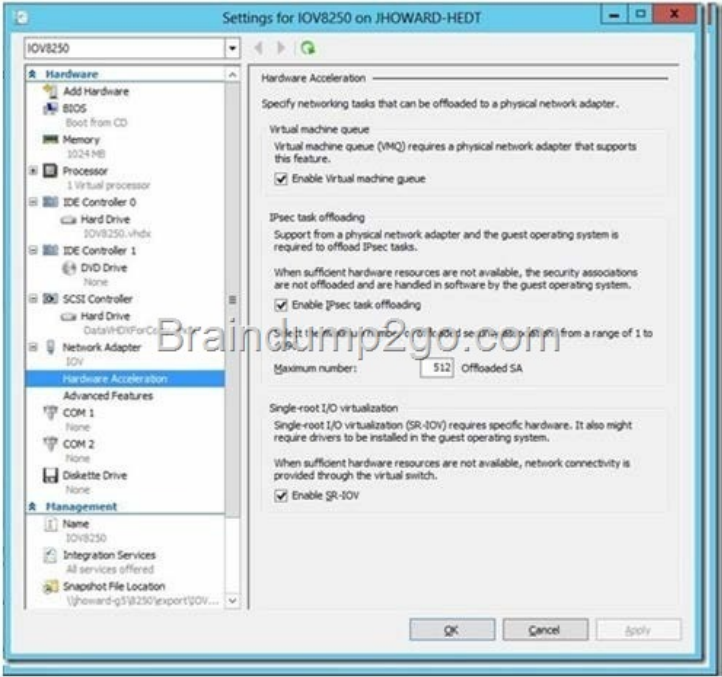 Settings for IOV8250 on JHOWARD-HEDT
IOV8250
Hardware
Add Hardware
BIOS
Boot from CD
Memory
1024 MB
Processor
1 Virtual processor
IDE Controller 0
Hard Drive
IOV8250.vhdx
IDE Controller 1
DVD Drive
None
SCSI Controller
Hard Drive
Network Adapter
IOV
Hardware Acceleration
Advanced Features
COM 1
None
COM 2
None
Diskette Drive
None
Management
Name
IOV8250
Integration Services
All services offered
Snapshot File Location
\\jhoward-g5\8250\export\IOV...
Hardware Acceleration
Specify networking tasks that can be offloaded to a physical network adapter.
Virtual machine queue
Virtual machine queue (VMQ) requires a physical network adapter that supports
this feature.
Enable Virtual machine queue
IPsec task offloading
Support from a physical network adapter and the guest operating system is
required to offload IPsec tasks.
When sufficient hardware resources are not available, the security associations
are not offloaded and are handled in software by the guest operating system.
Enable IPsec task offloading
from a range of 1 to
Maximum number: 512 Offloaded SA
Single-root I/O virtualization
Single-root I/O virtualization (SR-IOV) requires specific hardware. It also might
require drivers to be installed in the guest operating system.
When sufficient hardware resources are not available, network connectivity is
provided through the virtual switch.
Enable SR-IOV
OK Cancel Apply
Braindump2go.com